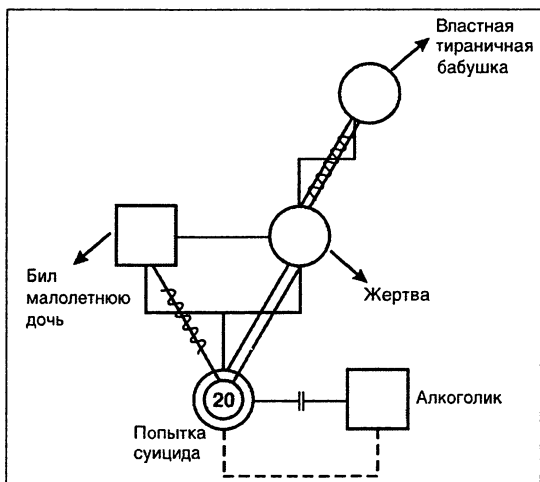 Властная
тираничная
бабушка
Бил
малолетнюю
дочь
Жертва
20
Алкоголик
Попытка
суицида